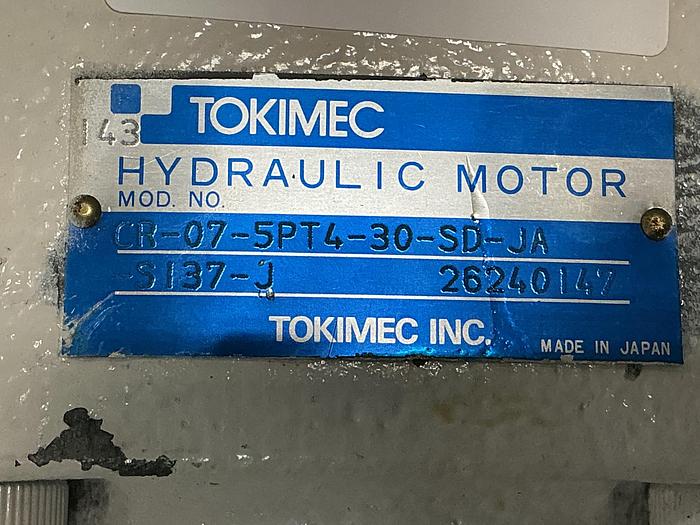 TOKIMEC
143
HYDRAULIC MOTOR
MOD. NO.
CR-07-5PT4-30-SD-JA
-S137-J 26240147
TOKIMEC INC.
MADE IN JAPAN